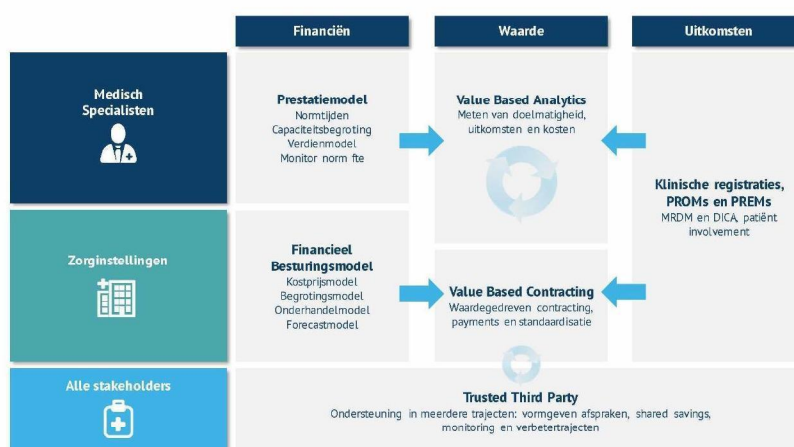 Financiën
Waarde
Uitkomsten
Medisch
Specialisten
Prestatiemodel
Normtijden
Capaciteitsbegroting
Verdienmodel
Monitor norm fte
Value Based Analytics
Meten van doelmatigheid,
uitkomsten en kosten
Klinische registraties,
PROMs en PREMs
MRDM en DICA, patiënt
involvement
Zorginstellingen
Financieel
Besturingsmodel
Kostprijsmodel
Begrotingsmodel
Onderhandelmodel
Forecastmodel
Value Based Contracting
Waardegedreven contracting,
payments en standaardisatie
Alle stakeholders
Trusted Third Party
Ondersteuning in meerdere trajecten: vormgeven afspraken, shared savings,
monitoring en verbetertrajecten